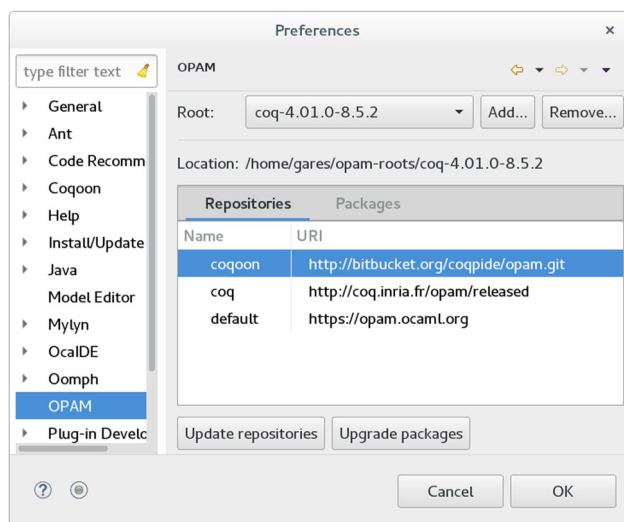 Preferences
type filter text
General
Ant
Code Recomm
Coqoon
Help
Install/Update
Java
Model Editor
Mylyn
OcaIDE
Oomph
OPAM
Plug-in Develo
OPAM
Root: coq-4.01.0-8.5.2 Add... Remove...
Location: /home/gares/opam-roots/coq-4.01.0-8.5.2
Repositories Packages
Name URI
coqoon http://bitbucket.org/coqpide/opam.git
coq http://coq.inria.fr/opam/released
default https://opam.ocaml.org
Update repositories Upgrade packages
Cancel OK